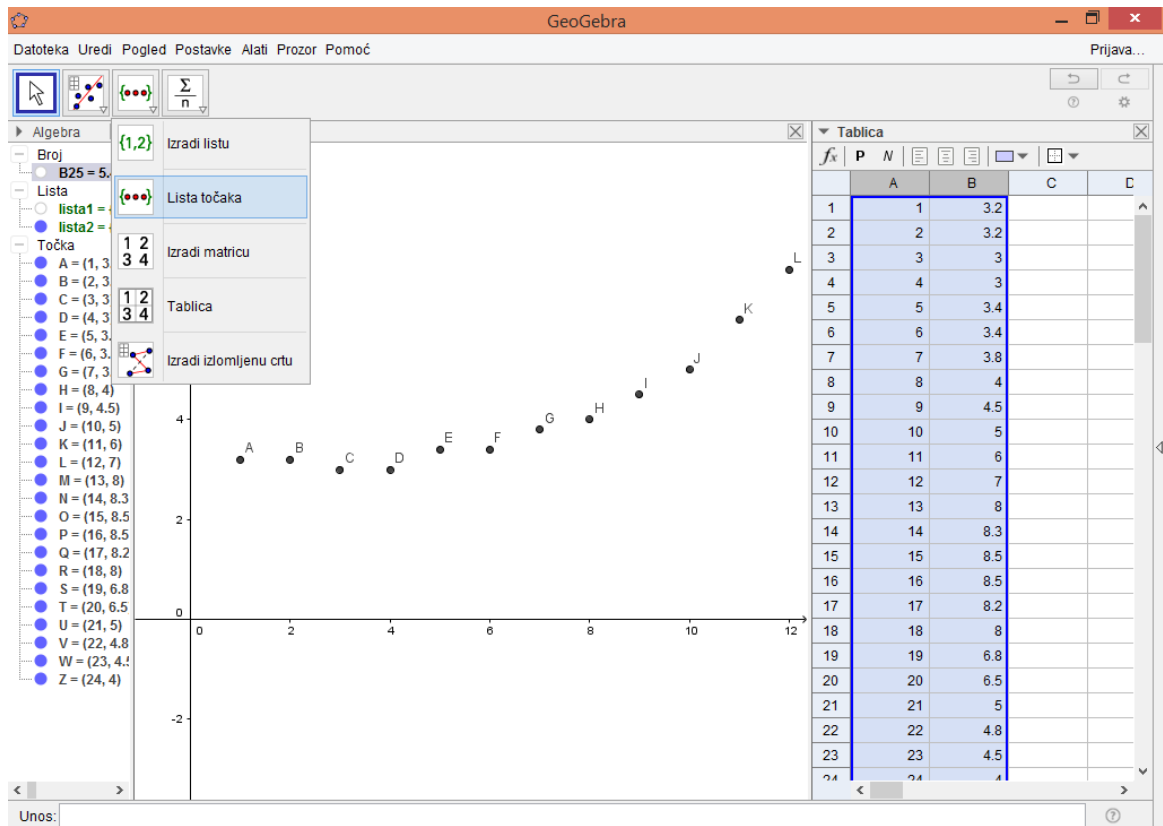 GeoGebra
Datoteka Uredi Pogled Postavke Alati Prozor Pomoć Prijava...
{1,2} Izradi listu
Lista točaka
1 2
3 4 Izradi matricu
1 2
3 4 Tablica
Izradi izlomljenu crtu
Σ
n
Algebra
Broj
B25 = 5.
Lista
lista1 =
lista2 =
Točka
A = (1, 3
B = (2, 3
C = (3, 3
D = (4, 3
E = (5, 3.
F = (6, 3.
G = (7, 3
H = (8, 4)
I = (9, 4.5)
J = (10, 5)
K = (11, 6)
L = (12, 7)
M = (13, 8)
N = (14, 8.3
O = (15, 8.5
P = (16, 8.5
Q = (17, 8.2
R = (18, 8)
S = (19, 6.8
T = (20, 6.5
U = (21, 5)
V = (22, 4.8
W = (23, 4.
Z = (24, 4)
A B C D E F G H I J K L
4
2
0
-2
0 2 4 6 8 10 12
Tablica
fx P N
A B C
1 1 3.2
2 2 3.2
3 3 3
4 4 3
5 5 3.4
6 6 3.4
7 7 3.8
8 8 4
9 9 4.5
10 10 5
11 11 6
12 12 7
13 13 8
14 14 8.3
15 15 8.5
16 16 8.5
17 17 8.2
18 18 8
19 19 6.8
20 20 6.5
21 21 5
22 22 4.8
23 23 4.5
24 24 4
Unos: